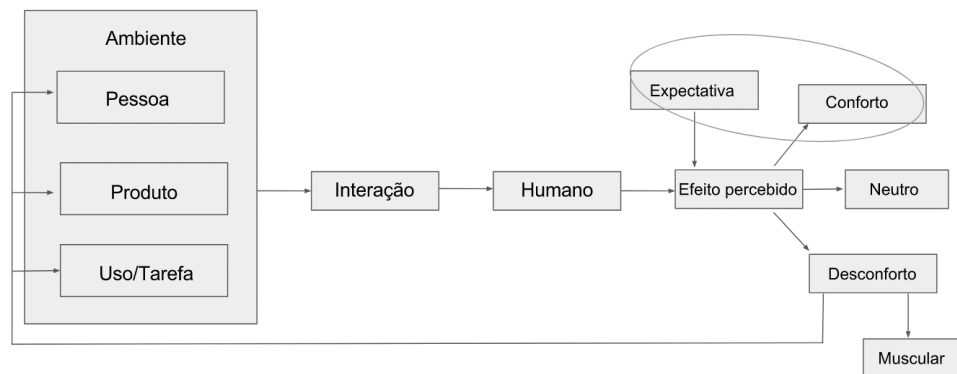 Ambiente
Pessoa
Produto
Uso/Tarefa
Interação
Humano
Expectativa
Conforto
Efeito percebido
Neutro
Desconforto
Muscular